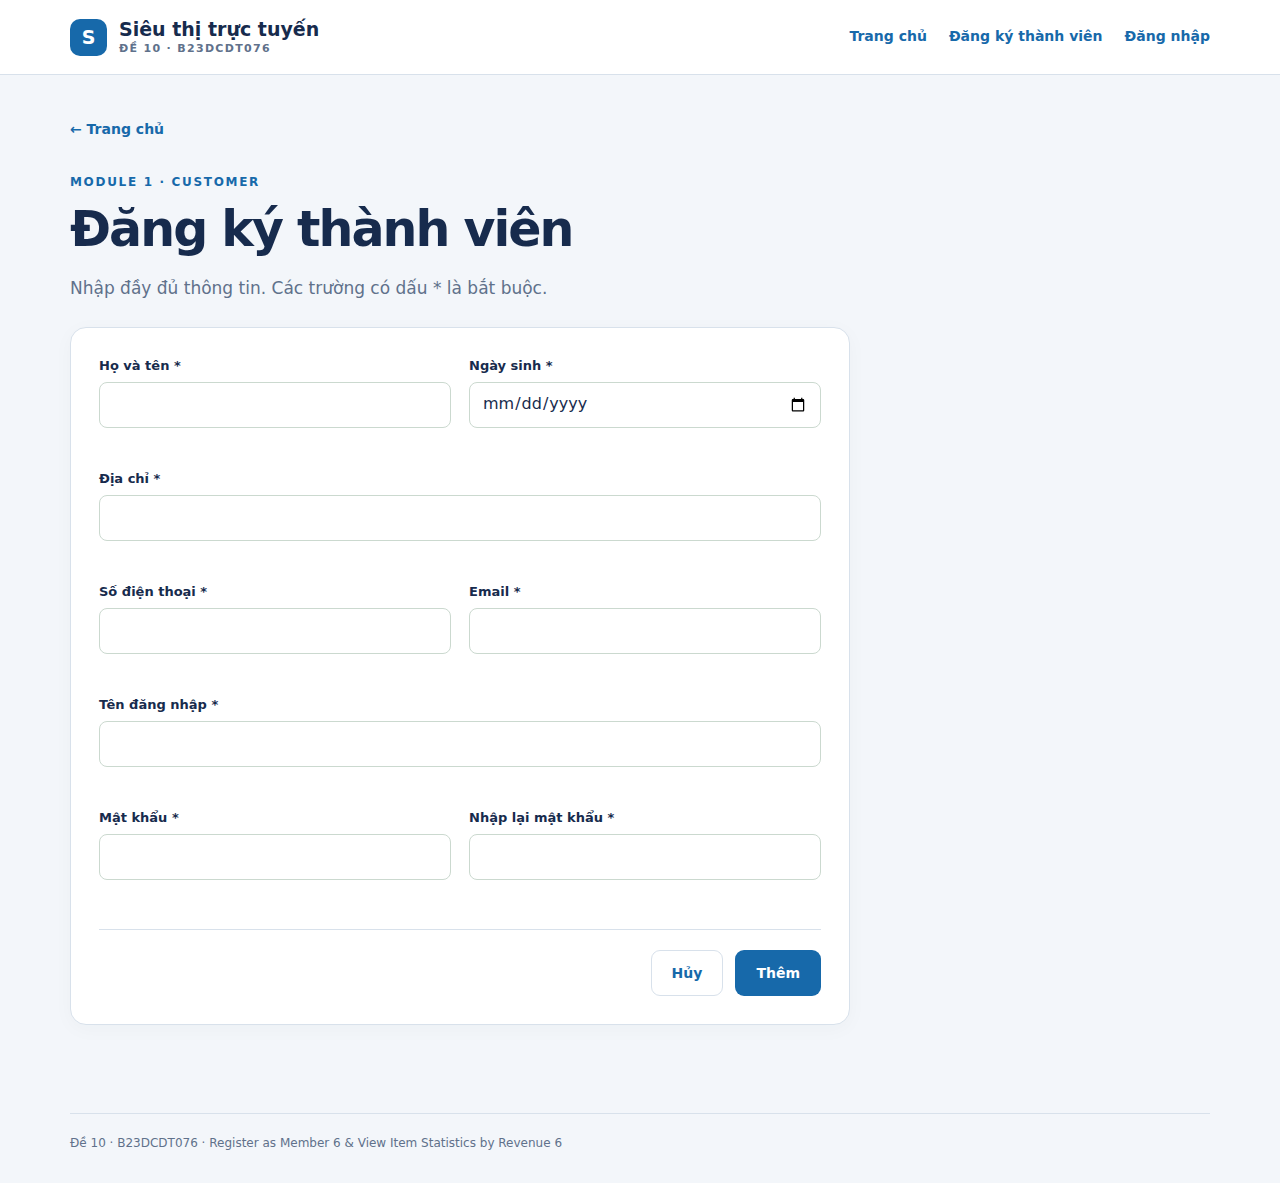 S
Siêu thị trực tuyến
ĐỀ 10 · B23DCDT076
Trang chủ Đăng ký thành viên Đăng nhập
← Trang chủ
MODULE 1 · CUSTOMER
Đăng ký thành viên
Nhập đầy đủ thông tin. Các trường có dấu * là bắt buộc.
Họ và tên * Ngày sinh *
mm/dd/yyyy
Địa chỉ *
Số điện thoại * Email *
Tên đăng nhập *
Mật khẩu * Nhập lại mật khẩu *
Hủy Thêm
Đề 10 · B23DCDT076 · Register as Member 6 & View Item Statistics by Revenue 6